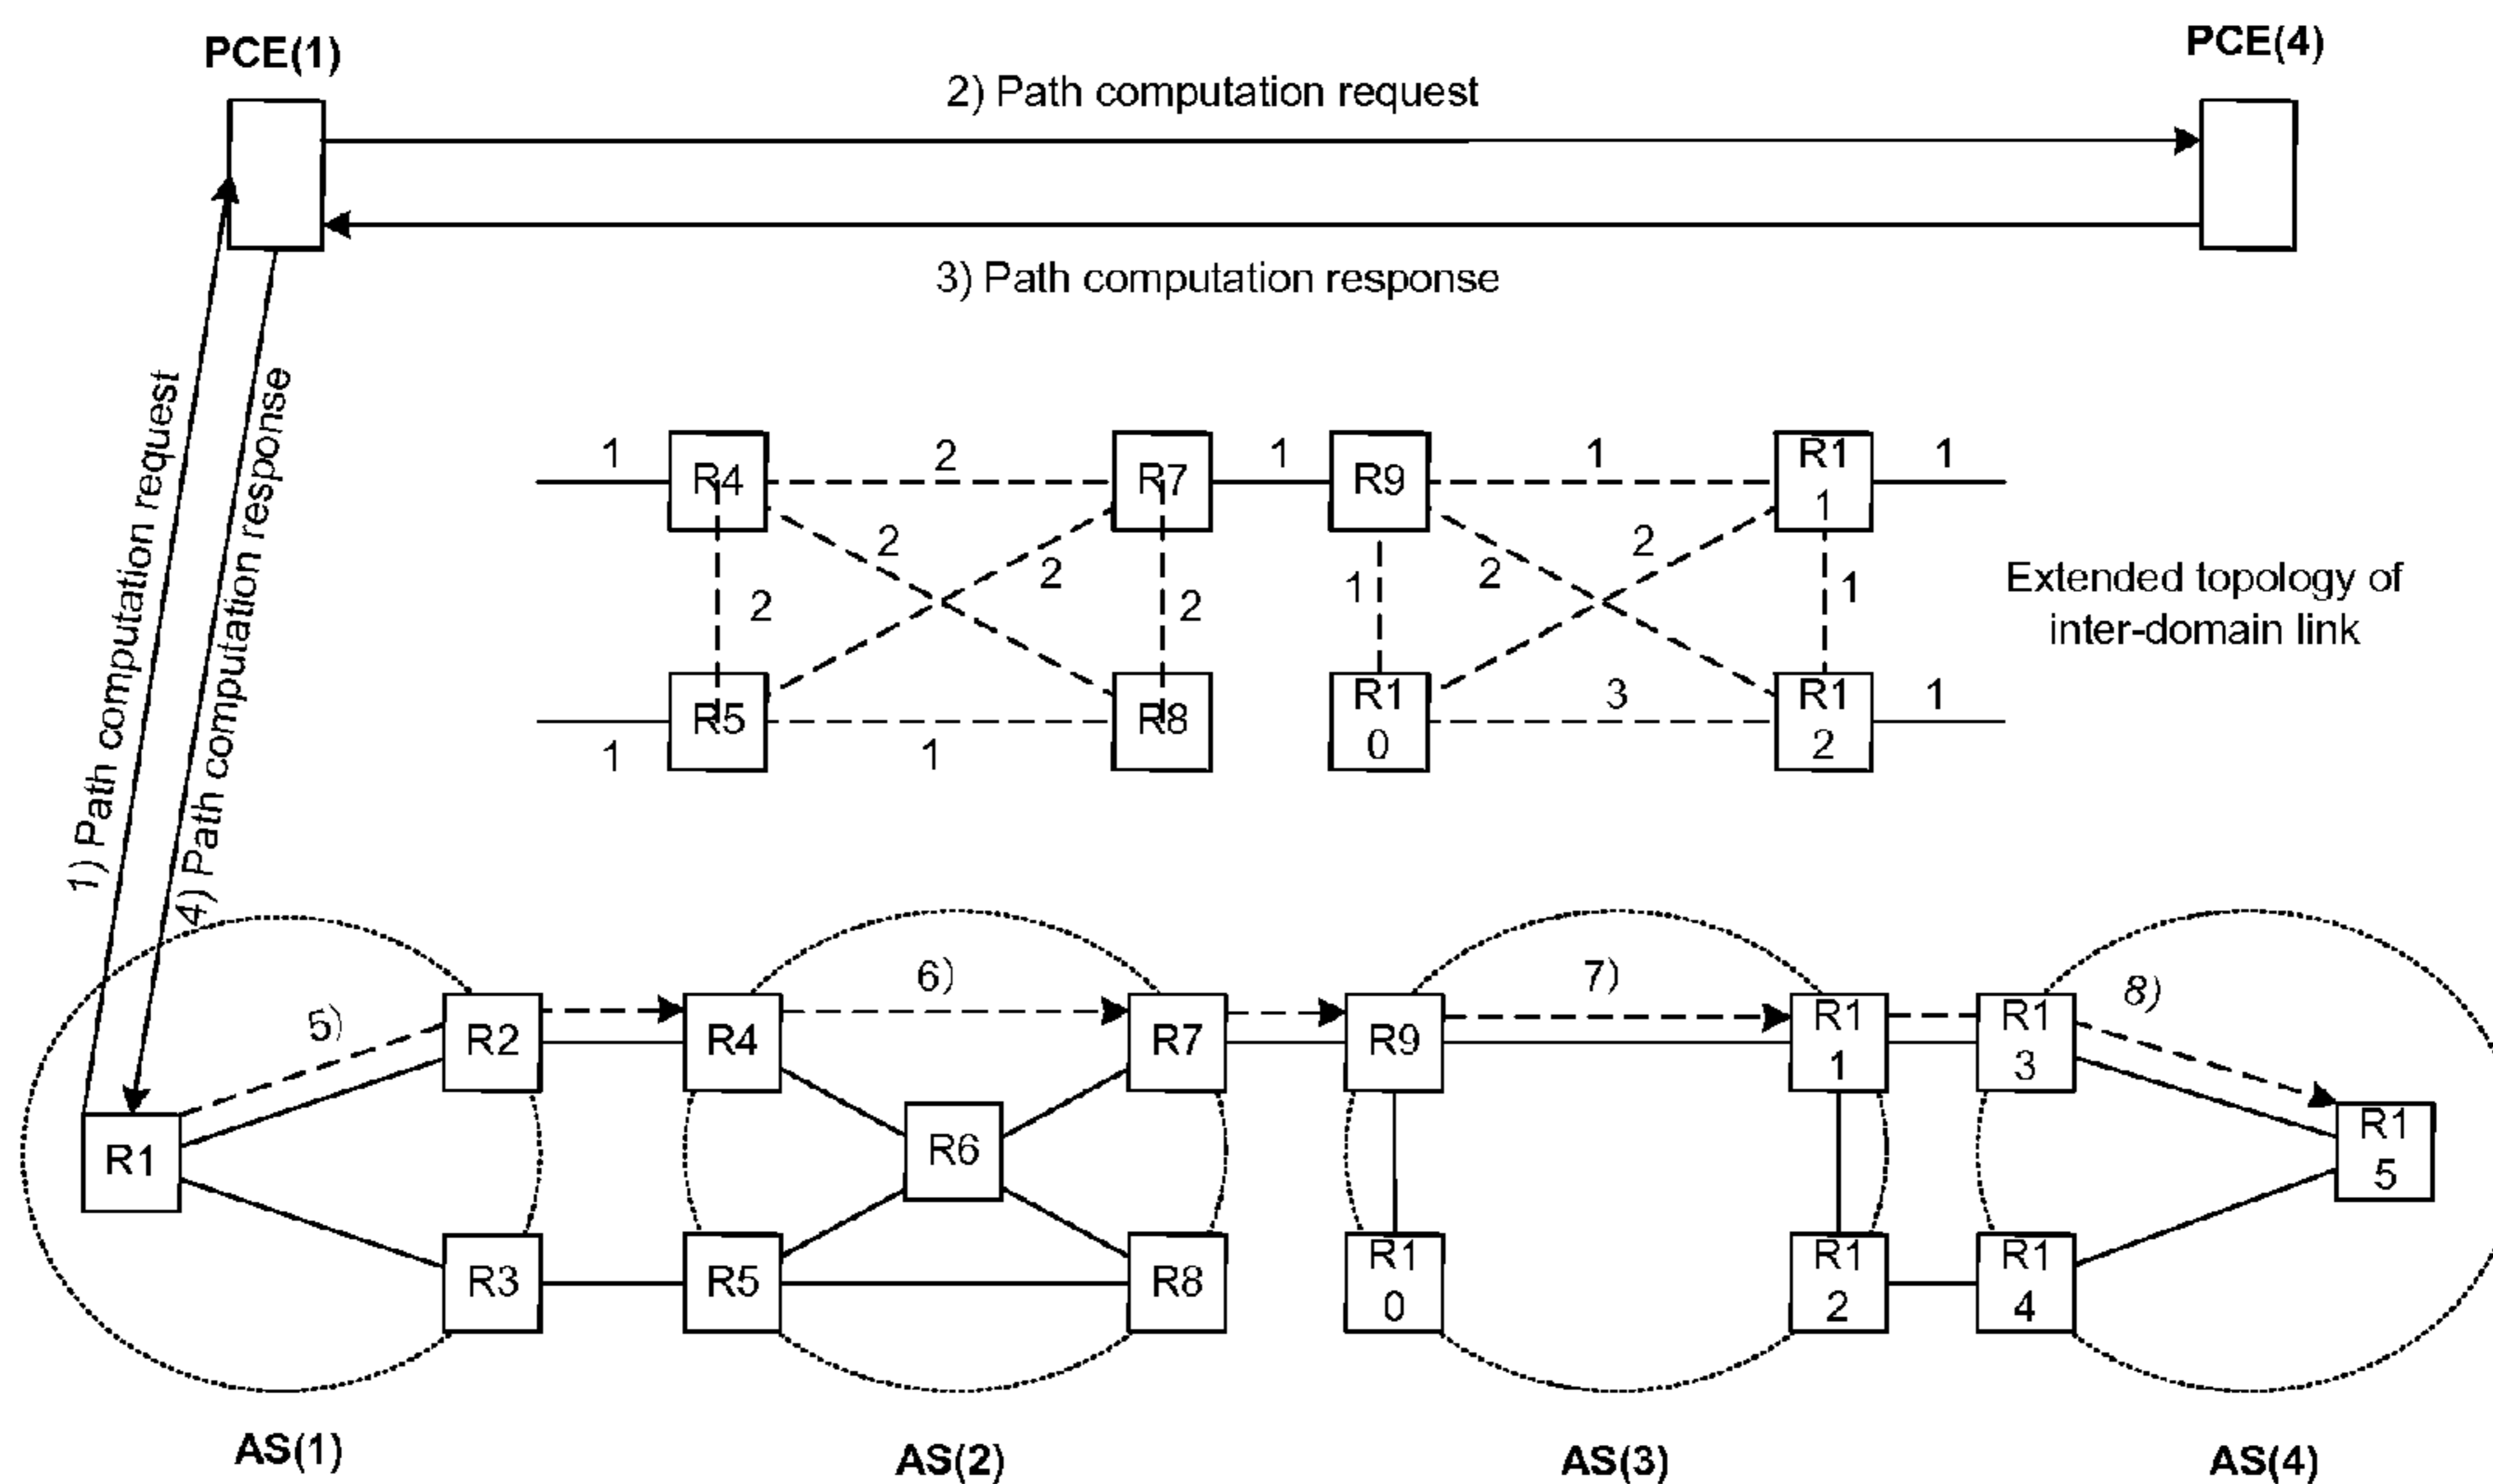 PCE(1)
PCE(4)
2) Path computation request
3) Path computation response
1) Path computation request
4) Path computation response
1
R4
2
R7
1
R9
1
R1
1
1
2
2
2
2
2
2
1
1
Extended topology of
inter-domain link
R5
1
1
R8
R1
0
3
R1
2
1
5)
6)
7)
8)
R2
R4
R7
R9
R1
1
R1
3
R1
R6
R1
5
R3
R5
R8
R1
0
R1
2
R1
4
AS(1)
AS(2)
AS(3)
AS(4)